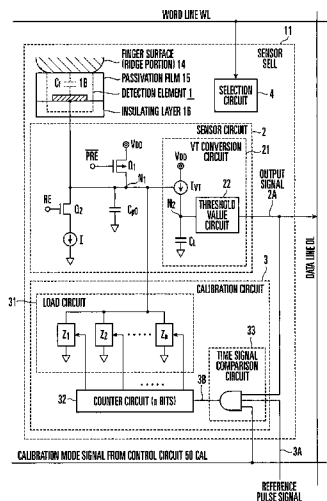 WORD LINE WL
11
SENSOR
SELL
FINGER SURFACE
(RIDGE PORTION) 14
PASSIVATION FILM 15
CF
1B
DETECTION ELEMENT 1
INSULATING LAYER 16
SELECTION
CIRCUIT
4
SENSOR CIRCUIT
2
VT CONVERSION
CIRCUIT
21
VDD
PRE
Q1
N1
VDD
IVT
22
N2
THRESHOLD
VALUE CIRCUIT
CL
CP0
RE
Q2
I
OUTPUT
SIGNAL
2A
DATA LINE DL
3
CALIBRATION CIRCUIT
31
LOAD CIRCUIT
Z1
Z2
Zn
33
TIME SIGNAL
COMPARISON
CIRCUIT
32
COUNTER CIRCUIT (n BITS)
3B
3A
CALIBRATION MODE SIGNAL FROM CONTROL CIRCUIT 50 CAL
REFERENCE
PULSE SIGNAL